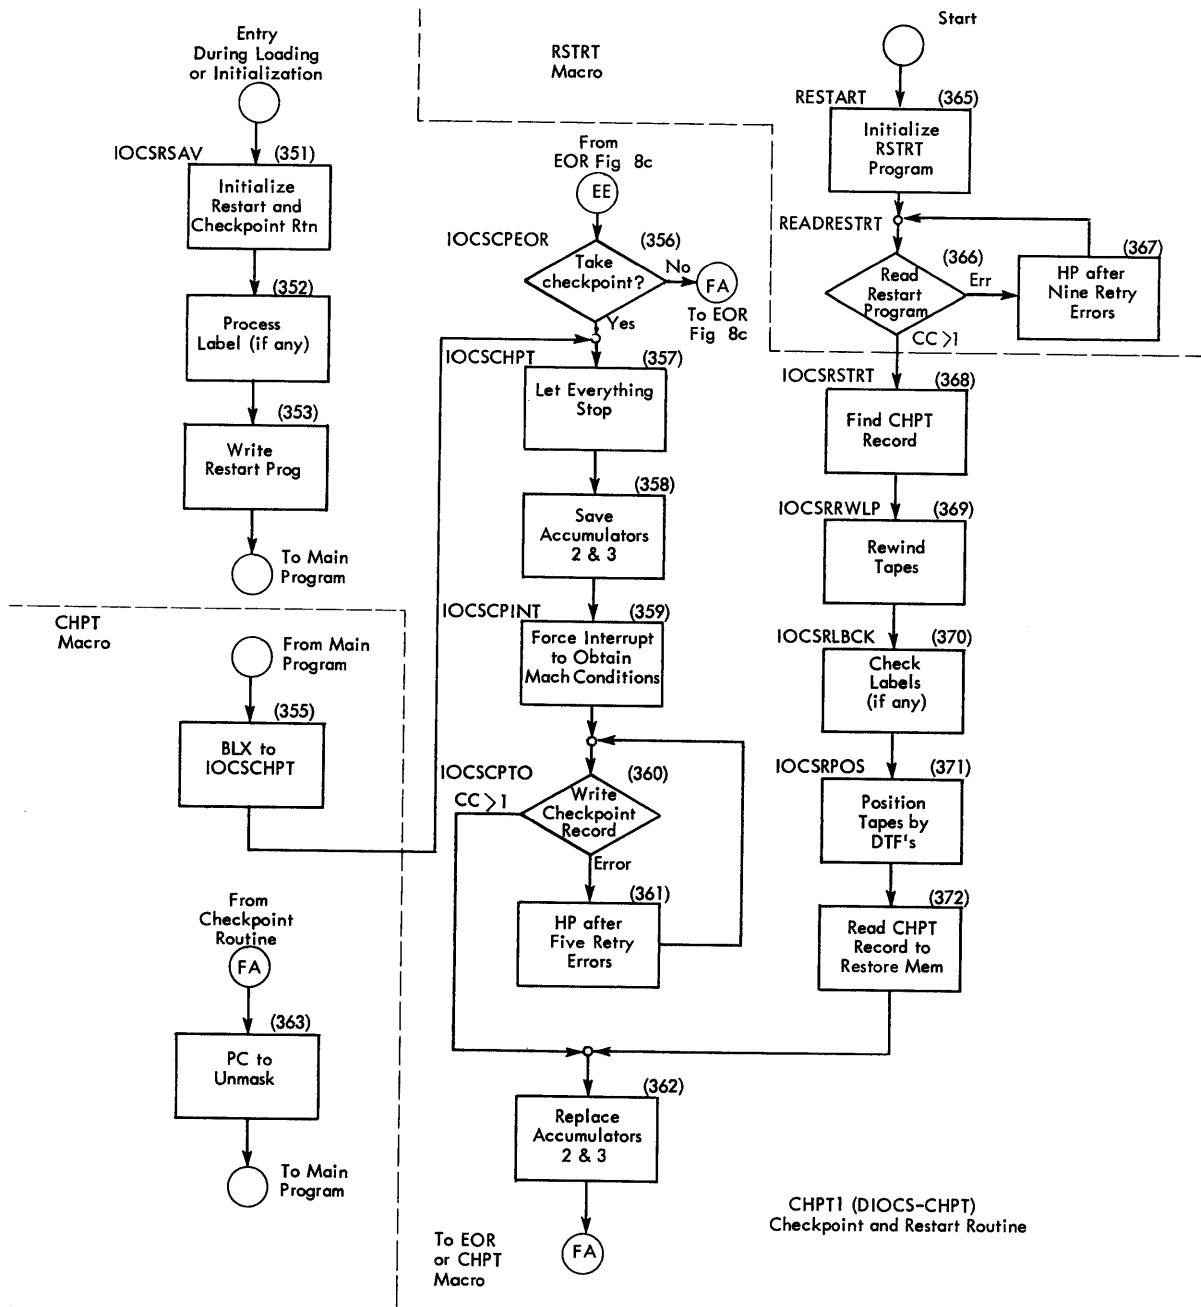 Entry
During Loading
or Initialization
IOCSRSAV
(351)
Initialize
Restart and
Checkpoint Rtn
(352)
Process
Label (if any)
(353)
Write
Restart Prog
To Main
Program
CHPT
Macro
From Main
Program
(355)
BLX to
IOCSCHPT
From
Checkpoint
Routine
FA
(363)
PC to
Unmask
To Main
Program
RSTRT
Macro
From
EOR Fig 8c
EE
IOCSCPEOR
(356)
Take
checkpoint?
No
FA
To EOR
Fig 8c
Yes
IOCSCHPT
(357)
Let Everything
Stop
(358)
Save
Accumulators
2 & 3
IOCSCPINT
(359)
Force Interrupt
to Obtain
Mach Conditions
IOCSCPTO
(360)
CC >1
Write
Checkpoint
Record
Error
(361)
HP after
Five Retry
Errors
(362)
Replace
Accumulators
2 & 3
To EOR
or CHPT
Macro
FA
Start
RESTART
(365)
Initialize
RSTRT
Program
READRESTRT
(366)
Read
Restart
Program
Err
(367)
HP after
Nine Retry
Errors
CC >1
IOCSRSTRT
(368)
Find CHPT
Record
IOCSRRWLP
(369)
Rewind
Tapes
IOCSRLBCK
(370)
Check
Labels
(if any)
IOCSRPOS
(371)
Position
Tapes by
DTF's
(372)
Read CHPT
Record to
Restore Mem
CHPT1 (DIOCS-CHPT)
Checkpoint and Restart Routine